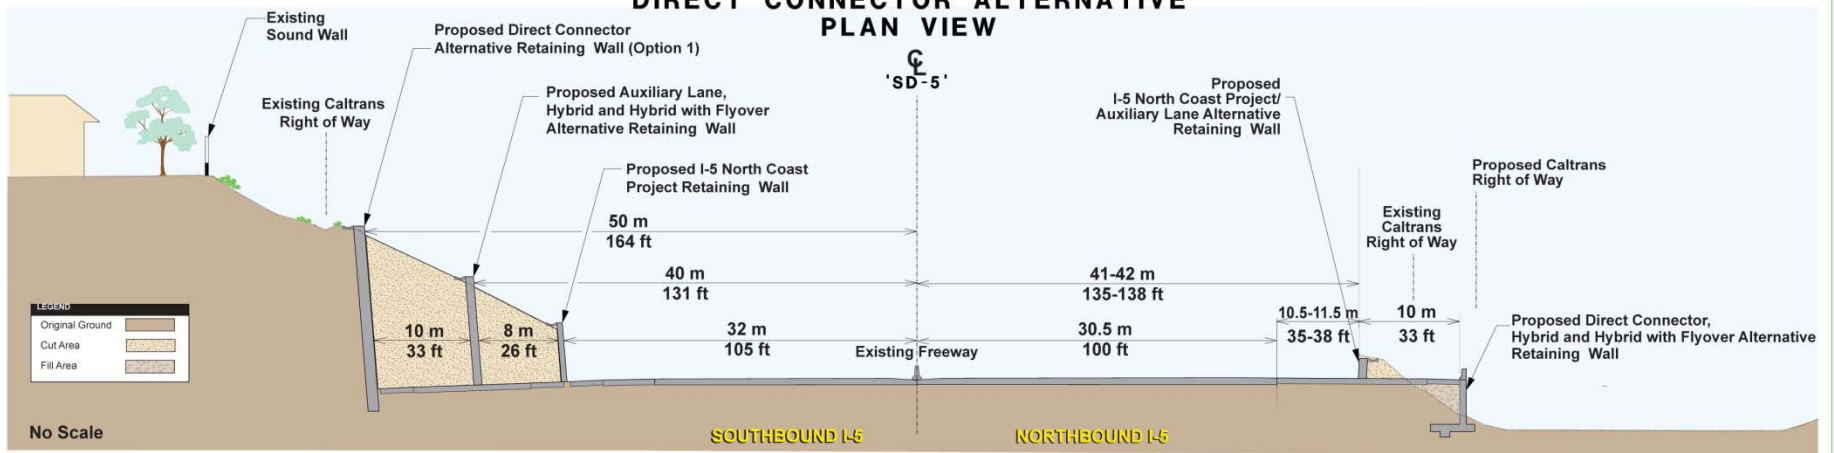 DIRECT CONNECTOR ALTERNATIVE
PLAN VIEW
℄
'SD-5'
Existing
Sound Wall
Proposed Direct Connector
Alternative Retaining Wall (Option 1)
Existing Caltrans
Right of Way
Proposed Auxiliary Lane,
Hybrid and Hybrid with Flyover
Alternative Retaining Wall
Proposed I-5 North Coast
Project Retaining Wall
Proposed
I-5 North Coast Project/
Auxiliary Lane Alternative
Retaining Wall
Proposed Caltrans
Right of Way
Existing
Caltrans
Right of Way
50 m
164 ft
40 m
131 ft
41-42 m
135-138 ft
10 m
33 ft
8 m
26 ft
32 m
105 ft
Existing Freeway
30.5 m
100 ft
10.5-11.5 m
35-38 ft
10 m
33 ft
Proposed Direct Connector,
Hybrid and Hybrid with Flyover Alternative
Retaining Wall
LEGEND
Original Ground
Cut Area
Fill Area
No Scale
SOUTHBOUND I-5
NORTHBOUND I-5